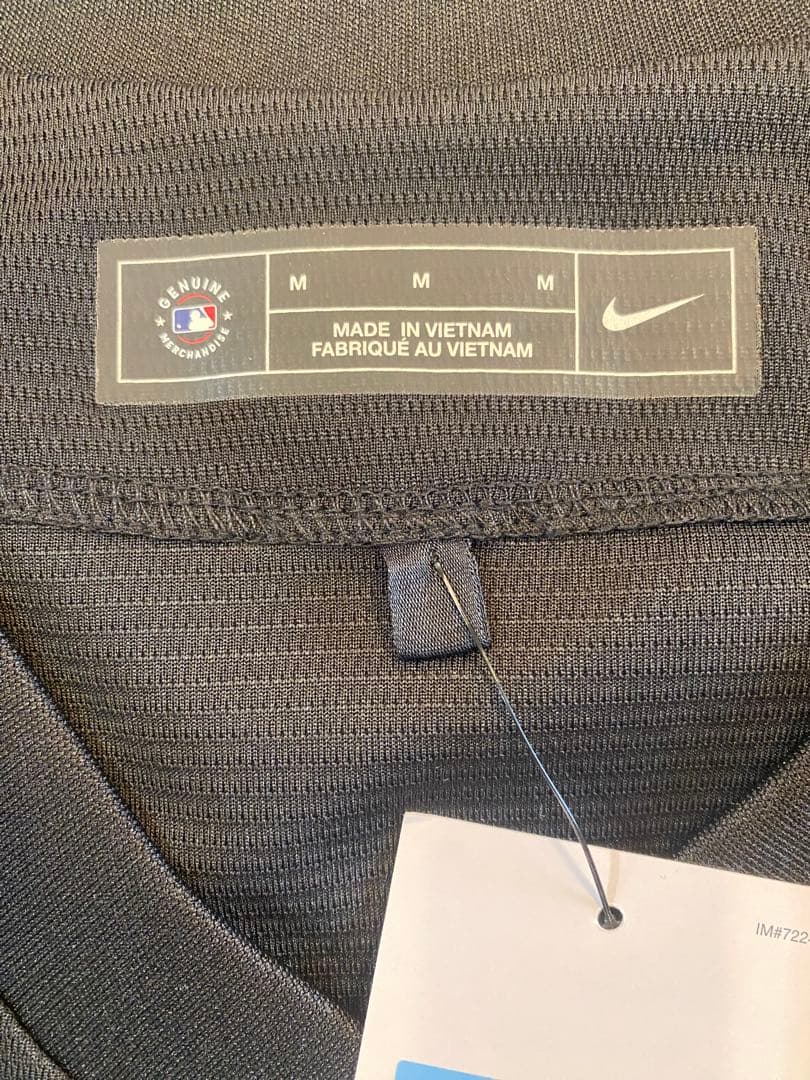 GENUINE
MERCHANDISE
M M M
MADE IN VIETNAM
FABRIQUÉ AU VIETNAM
IM#722